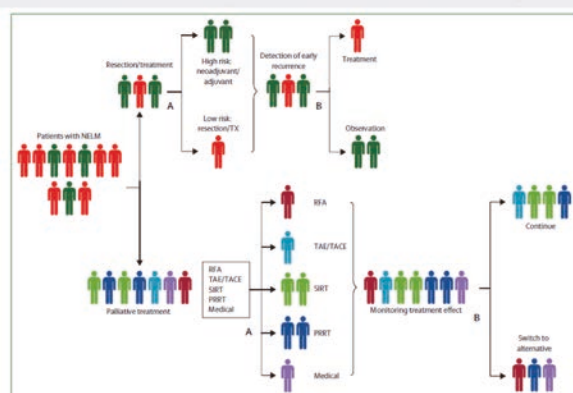 High risk:
neoadjuvant/
adjuvant
Resection/treatment
A
Low risk:
resection/TX
Detection of early
recurrence
B
Treatment
Observation
Patients with NELM
Palliative treatment
RFA
TAE/TACE
SIRT
PRRT
Medical
A
RFA
TAE/TACE
SIRT
PRRT
Medical
Monitoring treatment effect
B
Continue
Switch to
alternative